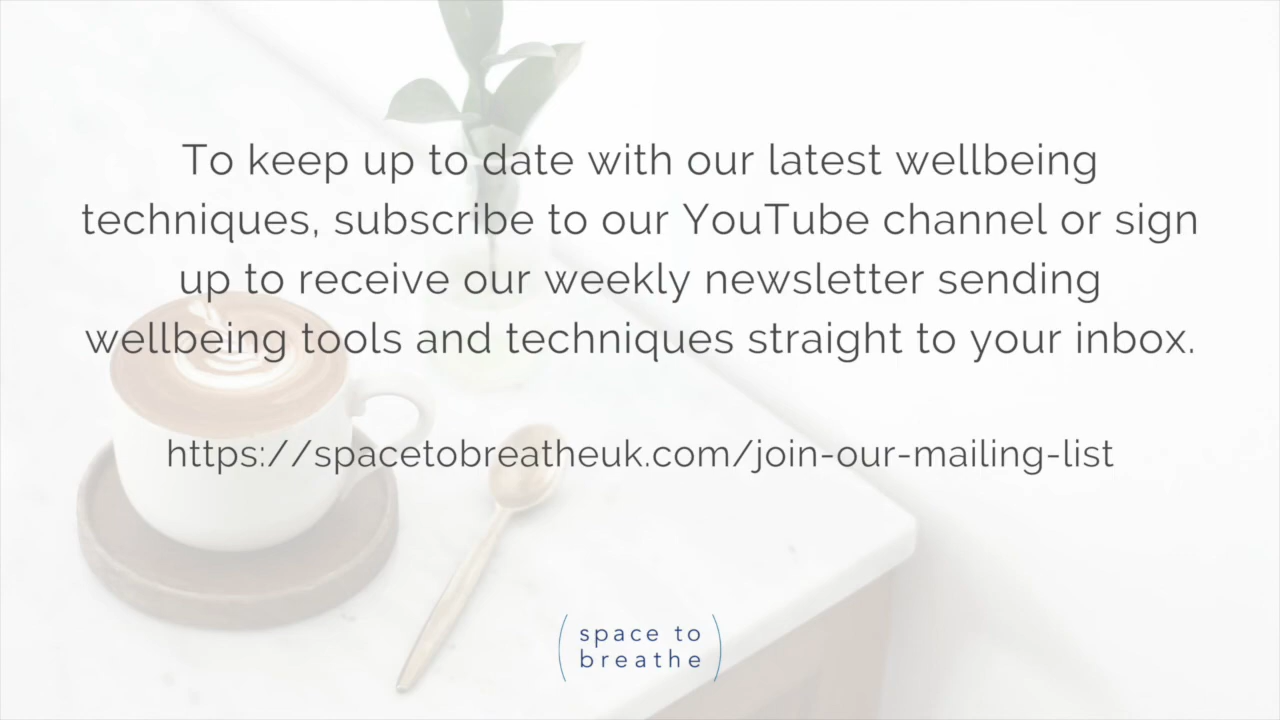 To keep up to date with our latest wellbeing
techniques, subscribe to our YouTube channel or sign
up to receive our weekly newsletter sending
wellbeing tools and techniques straight to your inbox.
https://spacetobreatheuk.com/join-our-mailing-list
space to
breathe